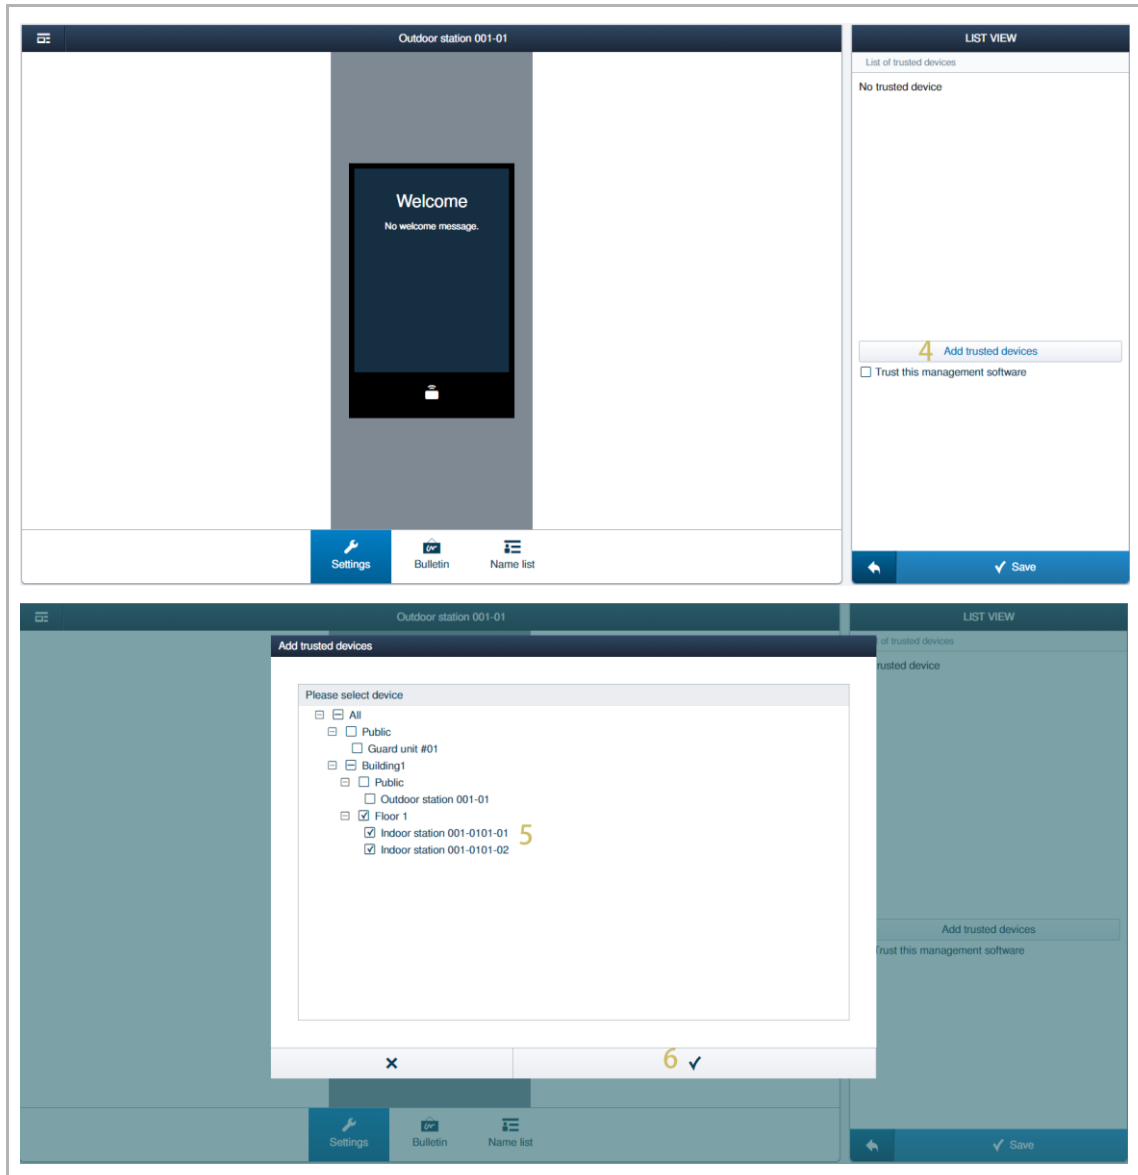 Outdoor station 001-01
LIST VIEW
List of trusted devices
No trusted device
Welcome
No welcome message.
4 Add trusted devices
Trust this management software
Settings
Bulletin
Name list
Save
Outdoor station 001-01
LIST VIEW
Add trusted devices
of trusted devices
rusted device
Please select device
All
Public
Guard unit #01
Building1
Public
Outdoor station 001-01
Floor 1
Indoor station 001-0101-01 5
Indoor station 001-0101-02
Add trusted devices
Trust this management software
6
Settings
Bulletin
Name list
Save